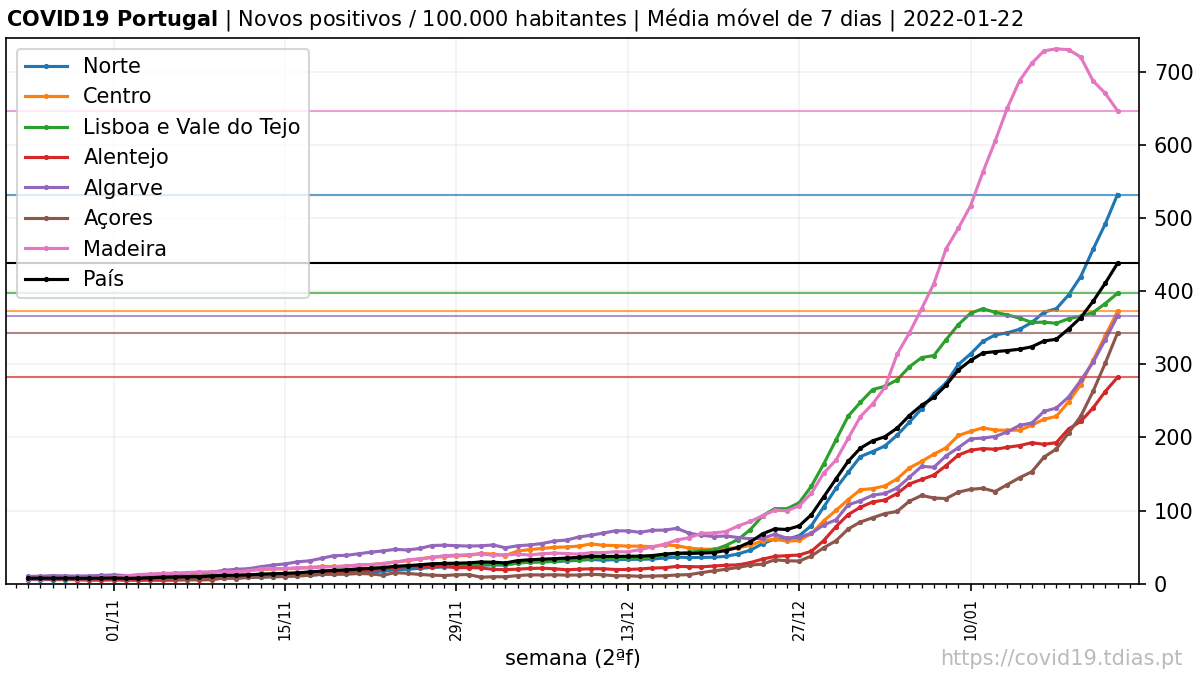 COVID19 Portugal | Novos positivos / 100.000 habitantes | Média móvel de 7 dias | 2022-01-22
Norte
Centro
Lisboa e Vale do Tejo
Alentejo
Algarve
Açores
Madeira
País
700
600
500
400
300
200
100
0
01/11
15/11
29/11
13/12
27/12
10/01
semana (2ªf)
https://covid19.tdias.pt